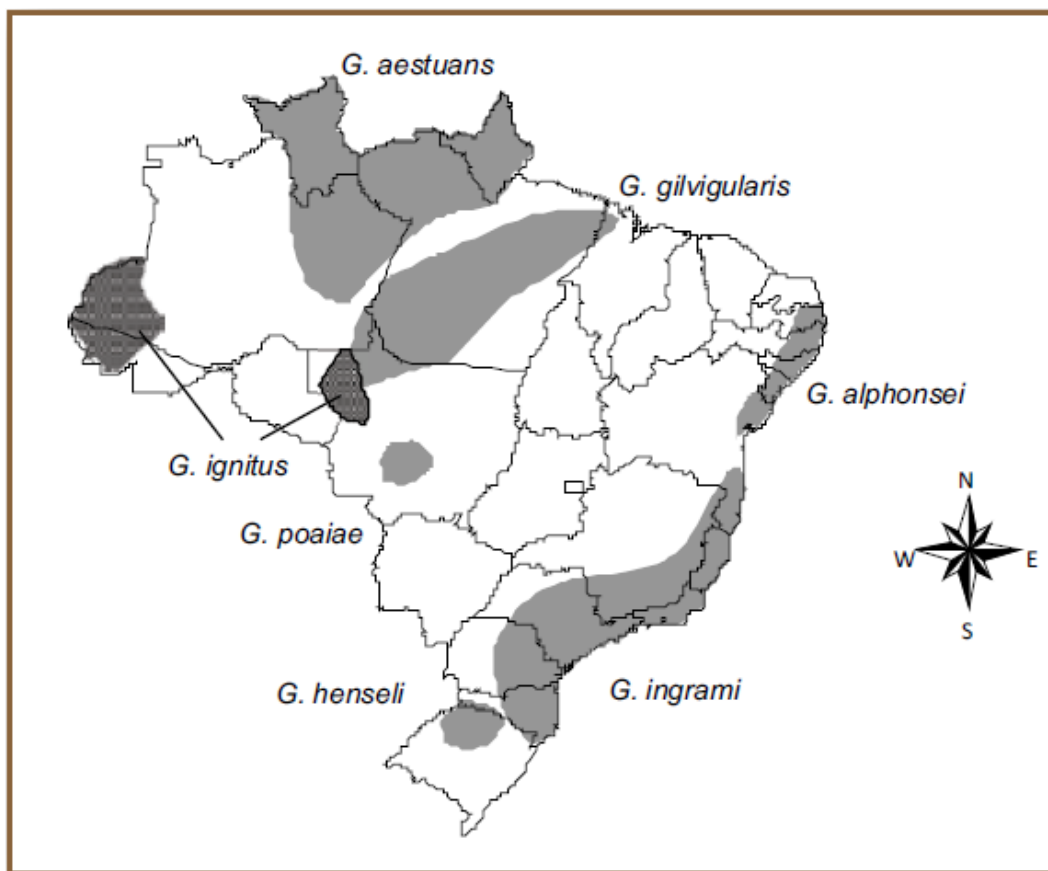 G. aestuans
G. gilvigularis
G. alphonsei
G. ignitus
G. poaiae
G. henseli
G. ingrami
N
W
E
S